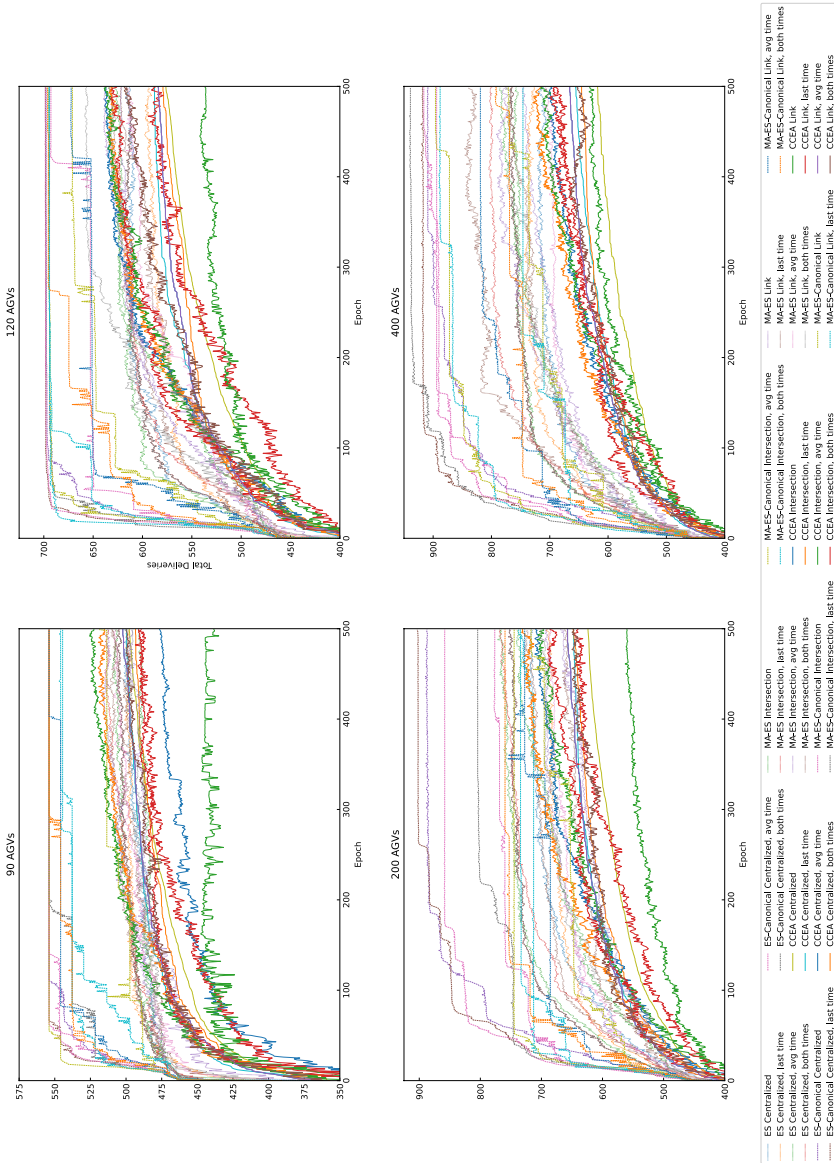 90 AGVs
575
550
525
500
475
450
425
400
375
350
0
100
200
300
400
500
Epoch
120 AGVs
Total Deliveries
700
650
600
550
500
450
400
0
100
200
300
400
500
Epoch
200 AGVs
900
800
700
600
500
400
0
100
200
300
400
500
Epoch
400 AGVs
900
850
800
750
700
650
600
550
500
450
400
0
100
200
300
400
500
Epoch
ES Centralized
ES Centralized, last time
ES Centralized, avg time
ES Centralized, both times
ES-Canonical Centralized
ES-Canonical Centralized, last time
ES-Canonical Centralized, avg time
ES-Canonical Centralized, both times
CCEA Centralized
CCEA Centralized, last time
CCEA Centralized, avg time
CCEA Centralized, both times
MA-ES Intersection
MA-ES Intersection, last time
MA-ES Intersection, avg time
MA-ES Intersection, both times
MA-ES-Canonical Intersection
MA-ES-Canonical Intersection, last time
MA-ES-Canonical Intersection, avg time
MA-ES-Canonical Intersection, both times
CCEA Intersection
CCEA Intersection, last time
CCEA Intersection, avg time
CCEA Intersection, both times
MA-ES Link
MA-ES Link, last time
MA-ES Link, avg time
MA-ES Link, both times
MA-ES-Canonical Link
MA-ES-Canonical Link, last time
MA-ES-Canonical Link, avg time
MA-ES-Canonical Link, both times
CCEA Link
CCEA Link, last time
CCEA Link, avg time
CCEA Link, both times